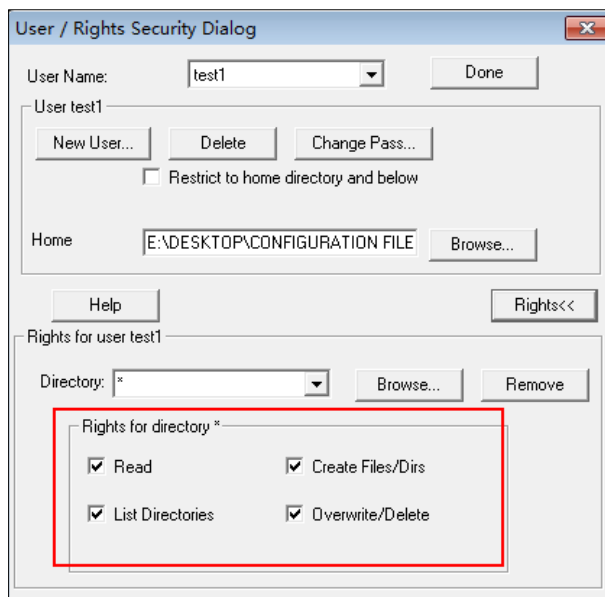 User / Rights Security Dialog
User Name: test1 Done
User test1
New User... Delete Change Pass...
Restrict to home directory and below
Home E:\DESKTOP\CONFIGURATION FILE Browse...
Help Rights<<
Rights for user test1
Directory: * Browse... Remove
Rights for directory *
Read Create Files/Dirs
List Directories Overwrite/Delete